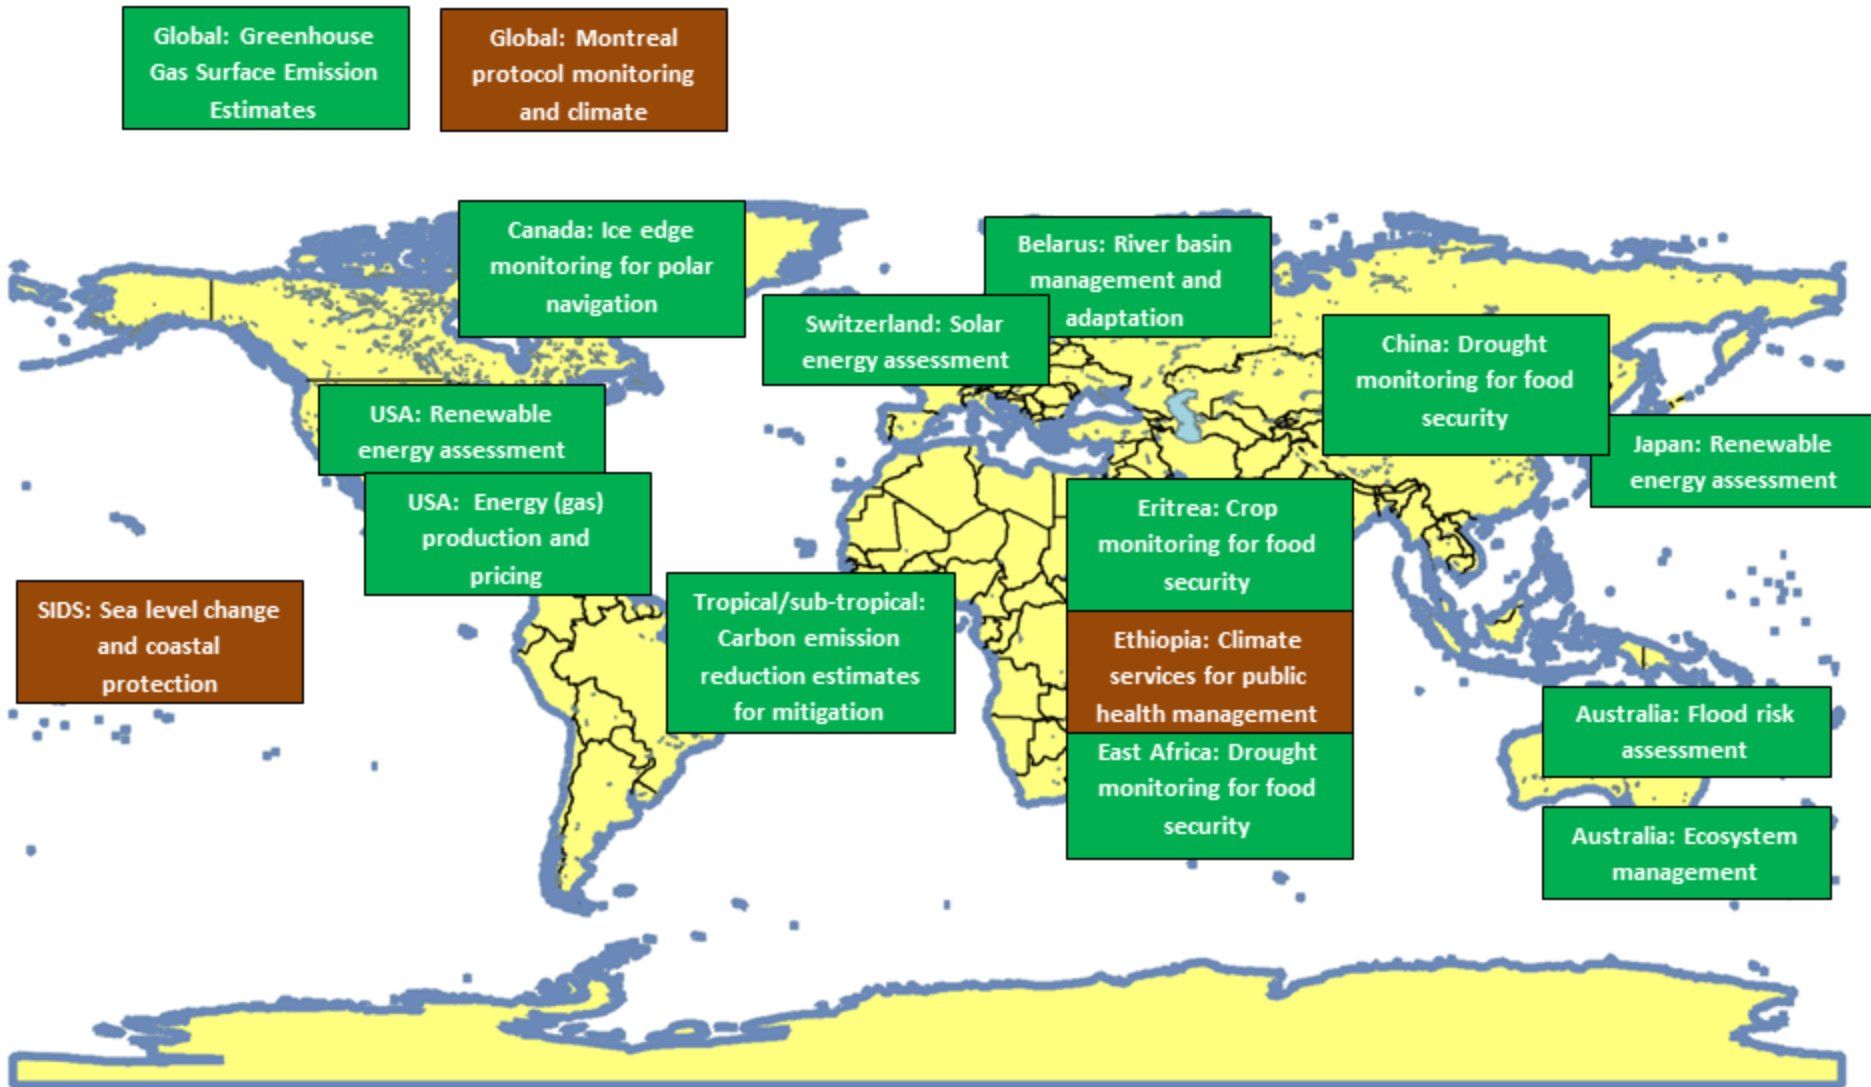 Global: Greenhouse
Gas Surface Emission
Estimates
Global: Montreal
protocol monitoring
and climate
Canada: Ice edge
monitoring for polar
navigation
Belarus: River basin
management and
adaptation
Switzerland: Solar
energy assessment
China: Drought
monitoring for food
security
USA: Renewable
energy assessment
Japan: Renewable
energy assessment
USA: Energy (gas)
production and
pricing
Eritrea: Crop
monitoring for food
security
SIDS: Sea level change
and coastal
protection
Tropical/sub-tropical:
Carbon emission
reduction estimates
for mitigation
Ethiopia: Climate
services for public
health management
East Africa: Drought
monitoring for food
security
Australia: Flood risk
assessment
Australia: Ecosystem
management